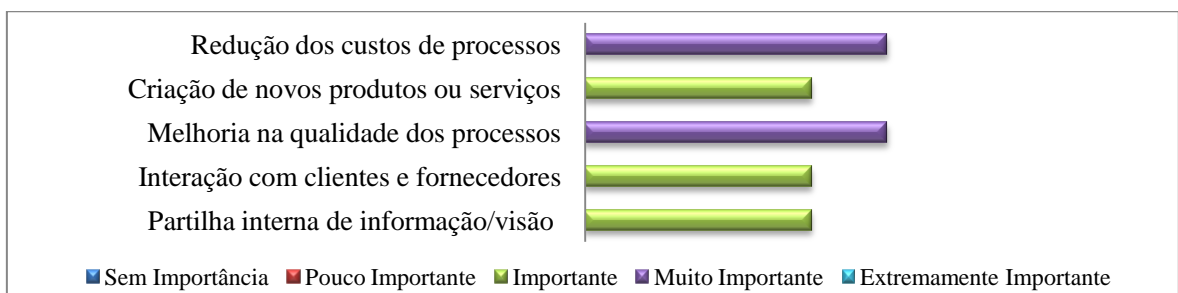 Redução dos custos de processos
Criação de novos produtos ou serviços
Melhoria na qualidade dos processos
Interação com clientes e fornecedores
Partilha interna de informação/visão
Sem Importância Pouco Importante Importante Muito Importante Extremamente Importante